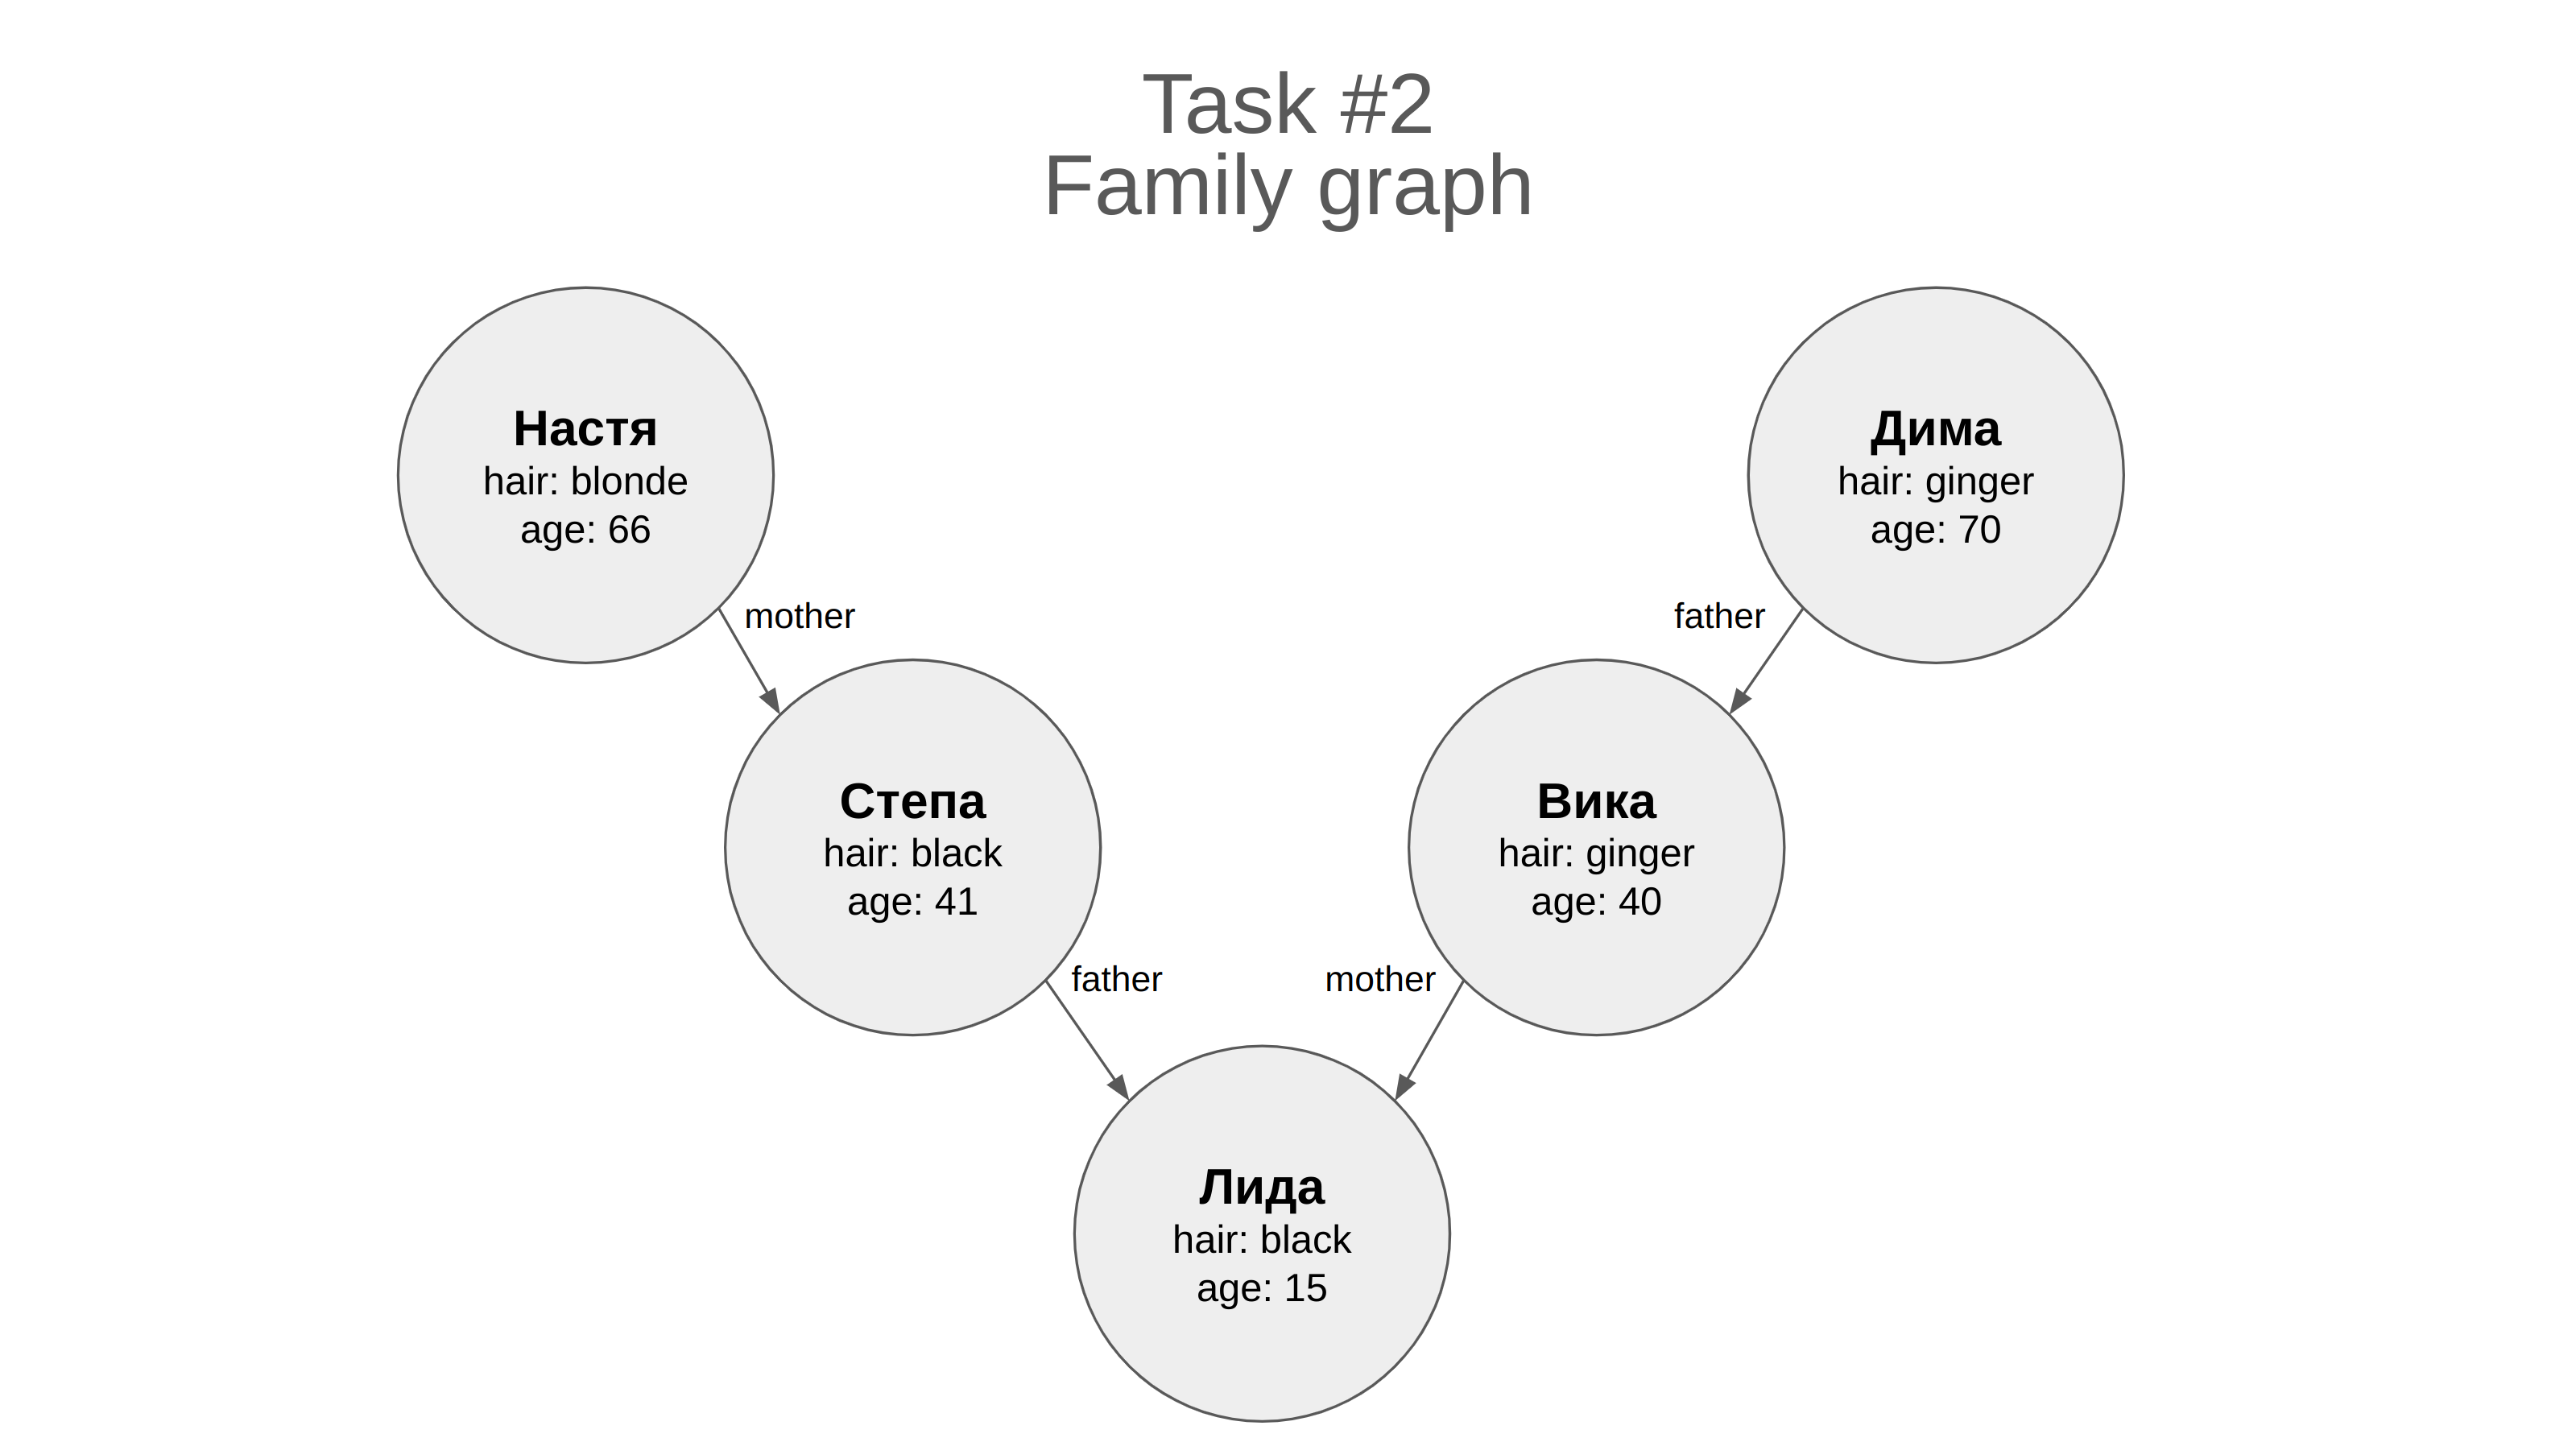 Task #2
Family graph
Настя
hair: blonde
age: 66
Дима
hair: ginger
age: 70
mother
father
Степа
hair: black
age: 41
Вика
hair: ginger
age: 40
father
mother
Лида
hair: black
age: 15